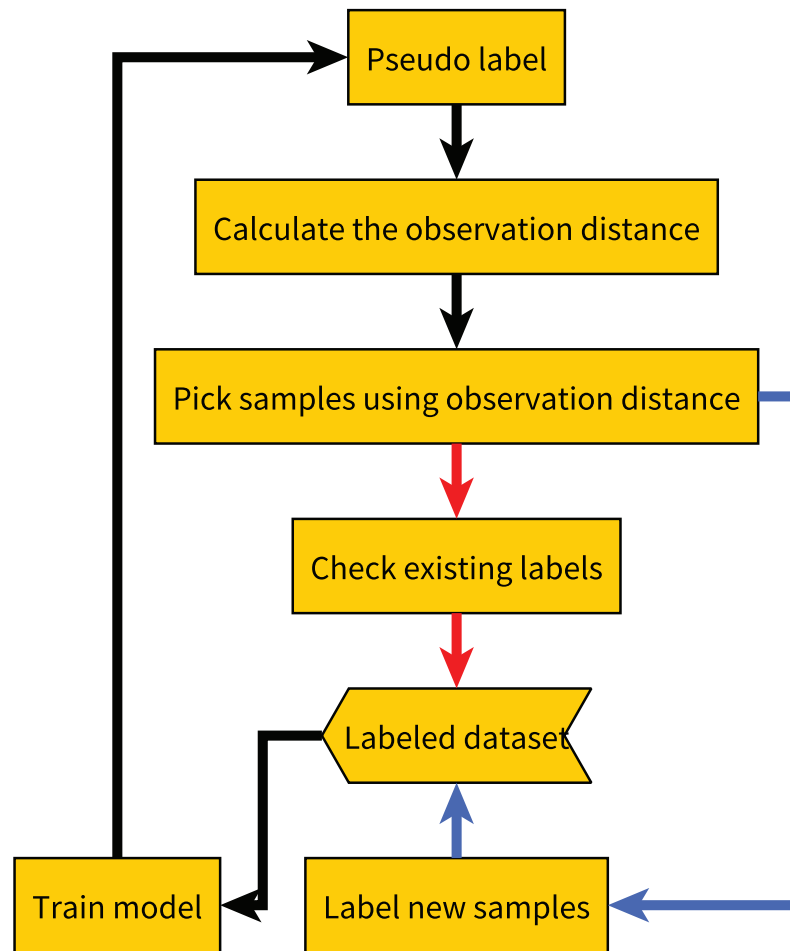 Pseudo label
Calculate the observation distance
Pick samples using observation distance
Check existing labels
Labeled dataset
Train model
Label new samples